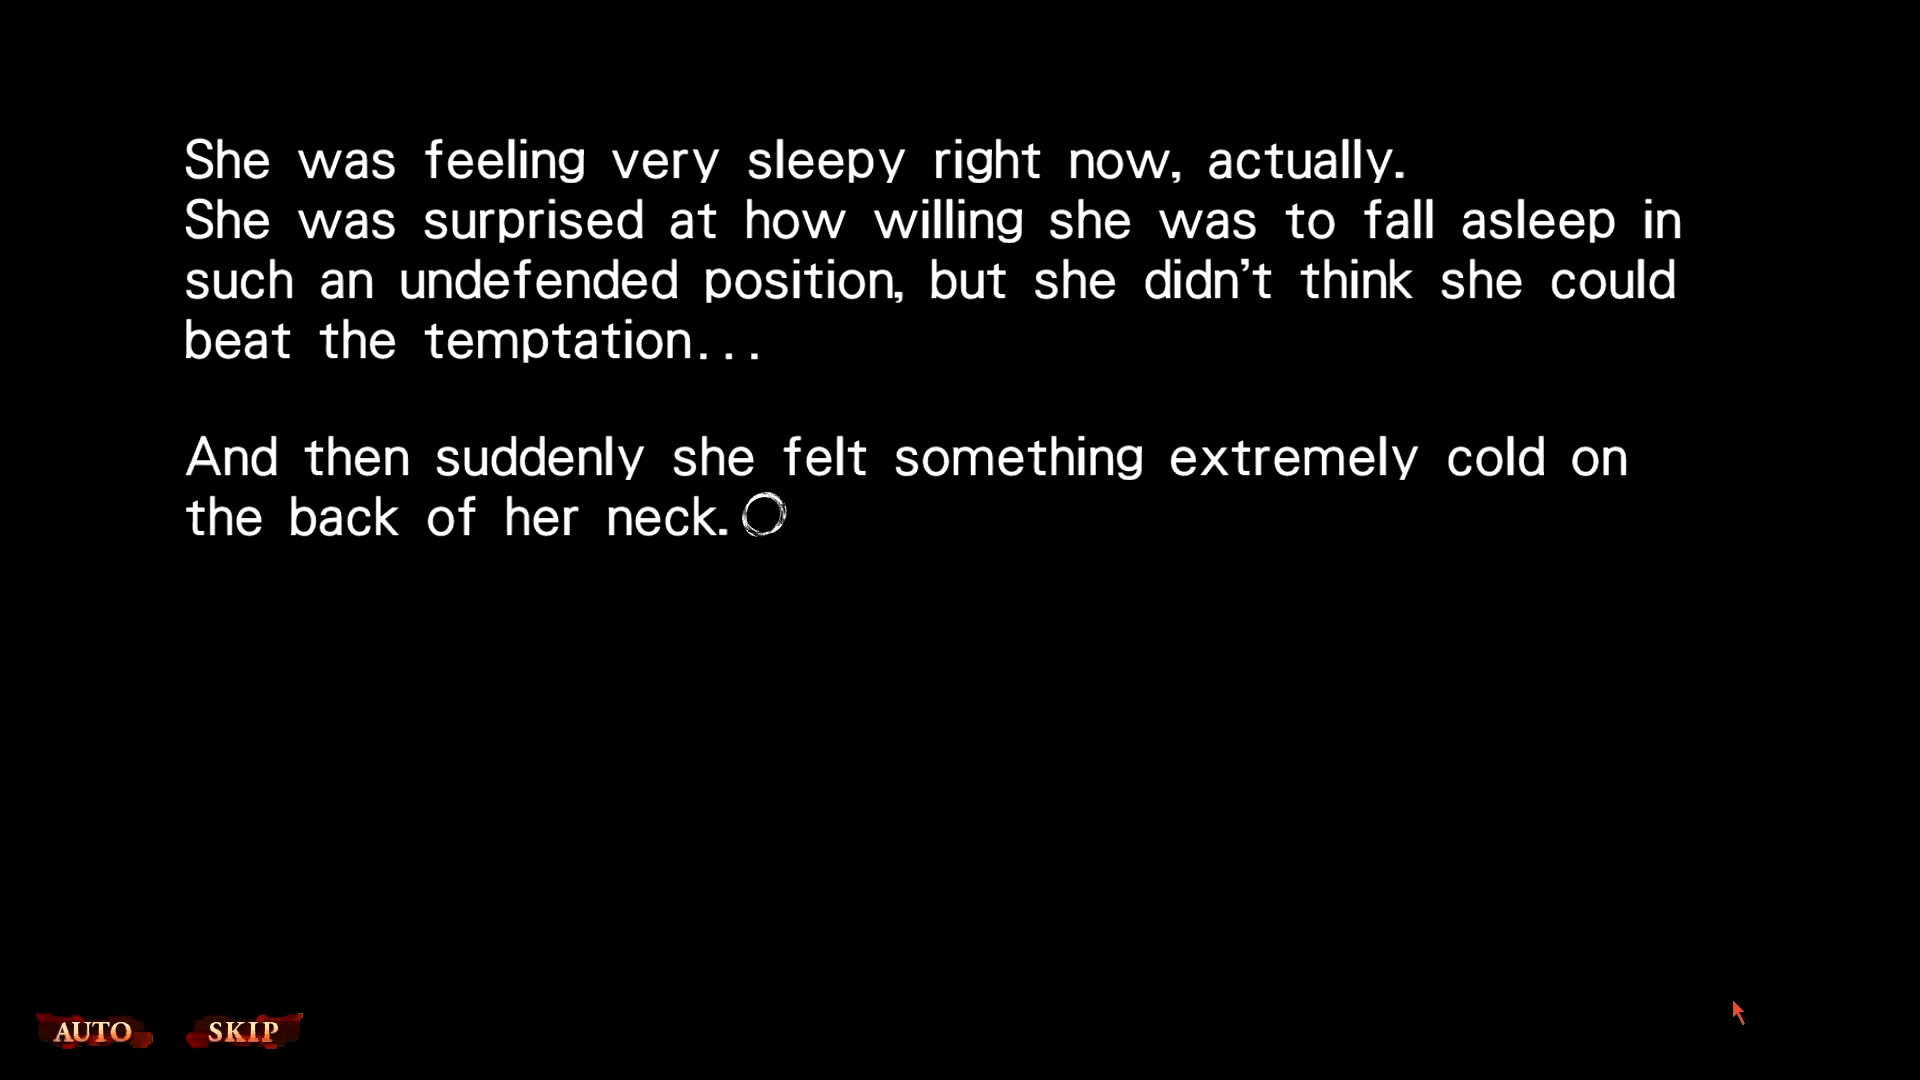 She was feeling very sleepy right now, actually.
She was surprised at how willing she was to fall asleep in
such an undefended position, but she didn’t think she could
beat the temptation...
And then suddenly she felt something extremely cold on
the back of her neck.
AUTO SKIP